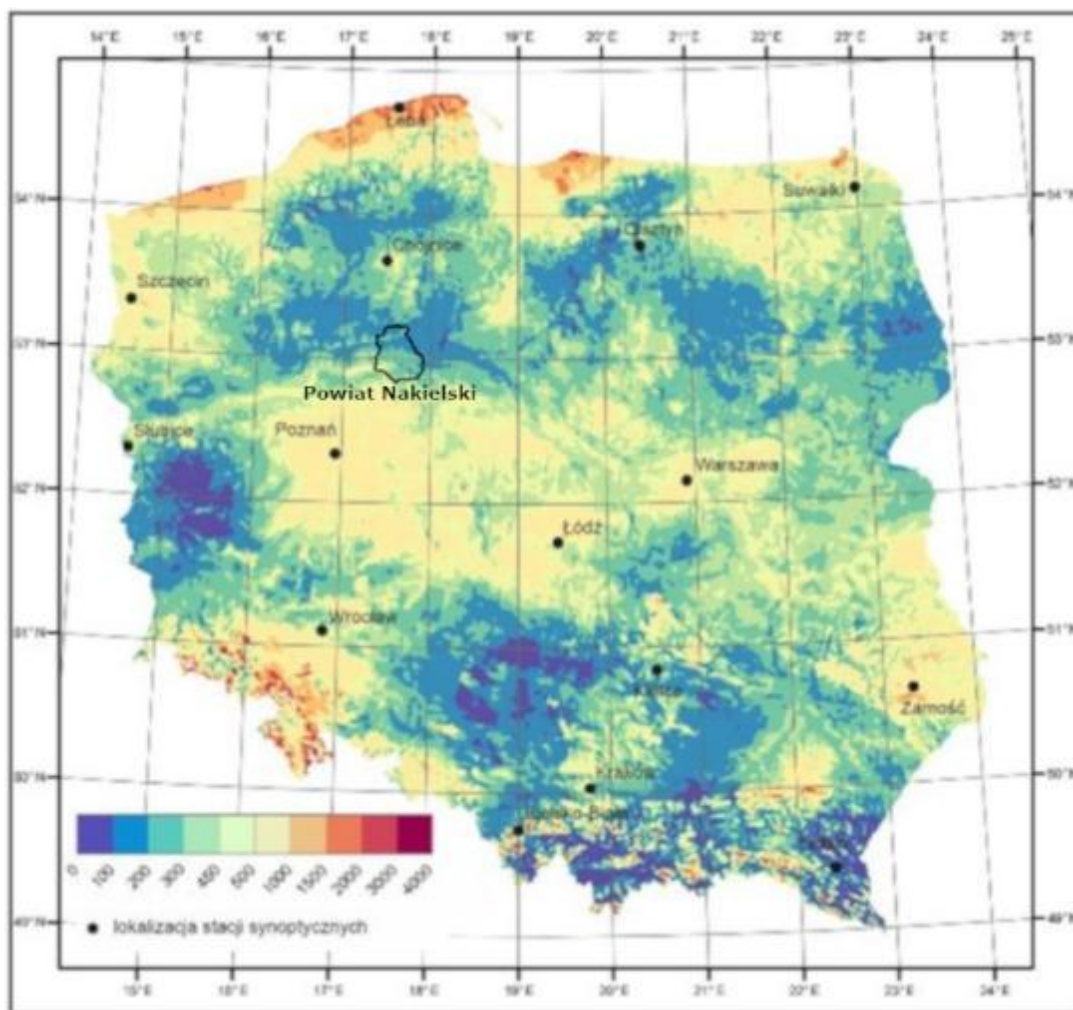 14°E 15°E 16°E 17°E 18°E 19°E 20°E 21°E 22°E 23°E 24°E 25°E
Łeba
54°N 54°N
Suwałki
Olsztyn
Chojnice
Szczecin
53°N 53°N
Powiat Nakielski
Słubice
Poznań
Warszawa
52°N 52°N
Łódź
Wrocław
51°N 51°N
Kielce
Zamość
50°N 50°N
Kraków
Bielsko-Biała
0 100 200 300 400 500 1000 1500 2000 3000 4000
lokalizacja stacji synoptycznych
49°N 49°N
15°E 16°E 17°E 18°E 19°E 20°E 21°E 22°E 23°E 24°E